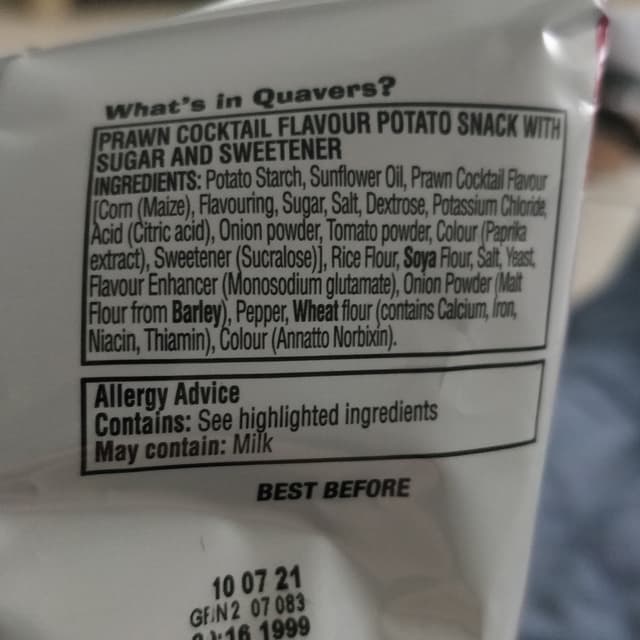 What's in Quavers?
PRAWN COCKTAIL FLAVOUR POTATO SNACK WITH
SUGAR AND SWEETENER
INGREDIENTS: Potato Starch, Sunflower Oil, Prawn Cocktail Flavour
[Corn (Maize), Flavouring, Sugar, Salt, Dextrose, Potassium Chloride,
Acid (Citric acid), Onion powder, Tomato powder, Colour (Paprika
extract), Sweetener (Sucralose)], Rice Flour, Soya Flour, Salt, Yeast,
Flavour Enhancer (Monosodium glutamate), Onion Powder (Malt
Flour from Barley), Pepper, Wheat flour (contains Calcium, Iron,
Niacin, Thiamin), Colour (Annatto Norbixin).
Allergy Advice
Contains: See highlighted ingredients
May contain: Milk
BEST BEFORE
10 07 21
GFN2 07 083
16 1999